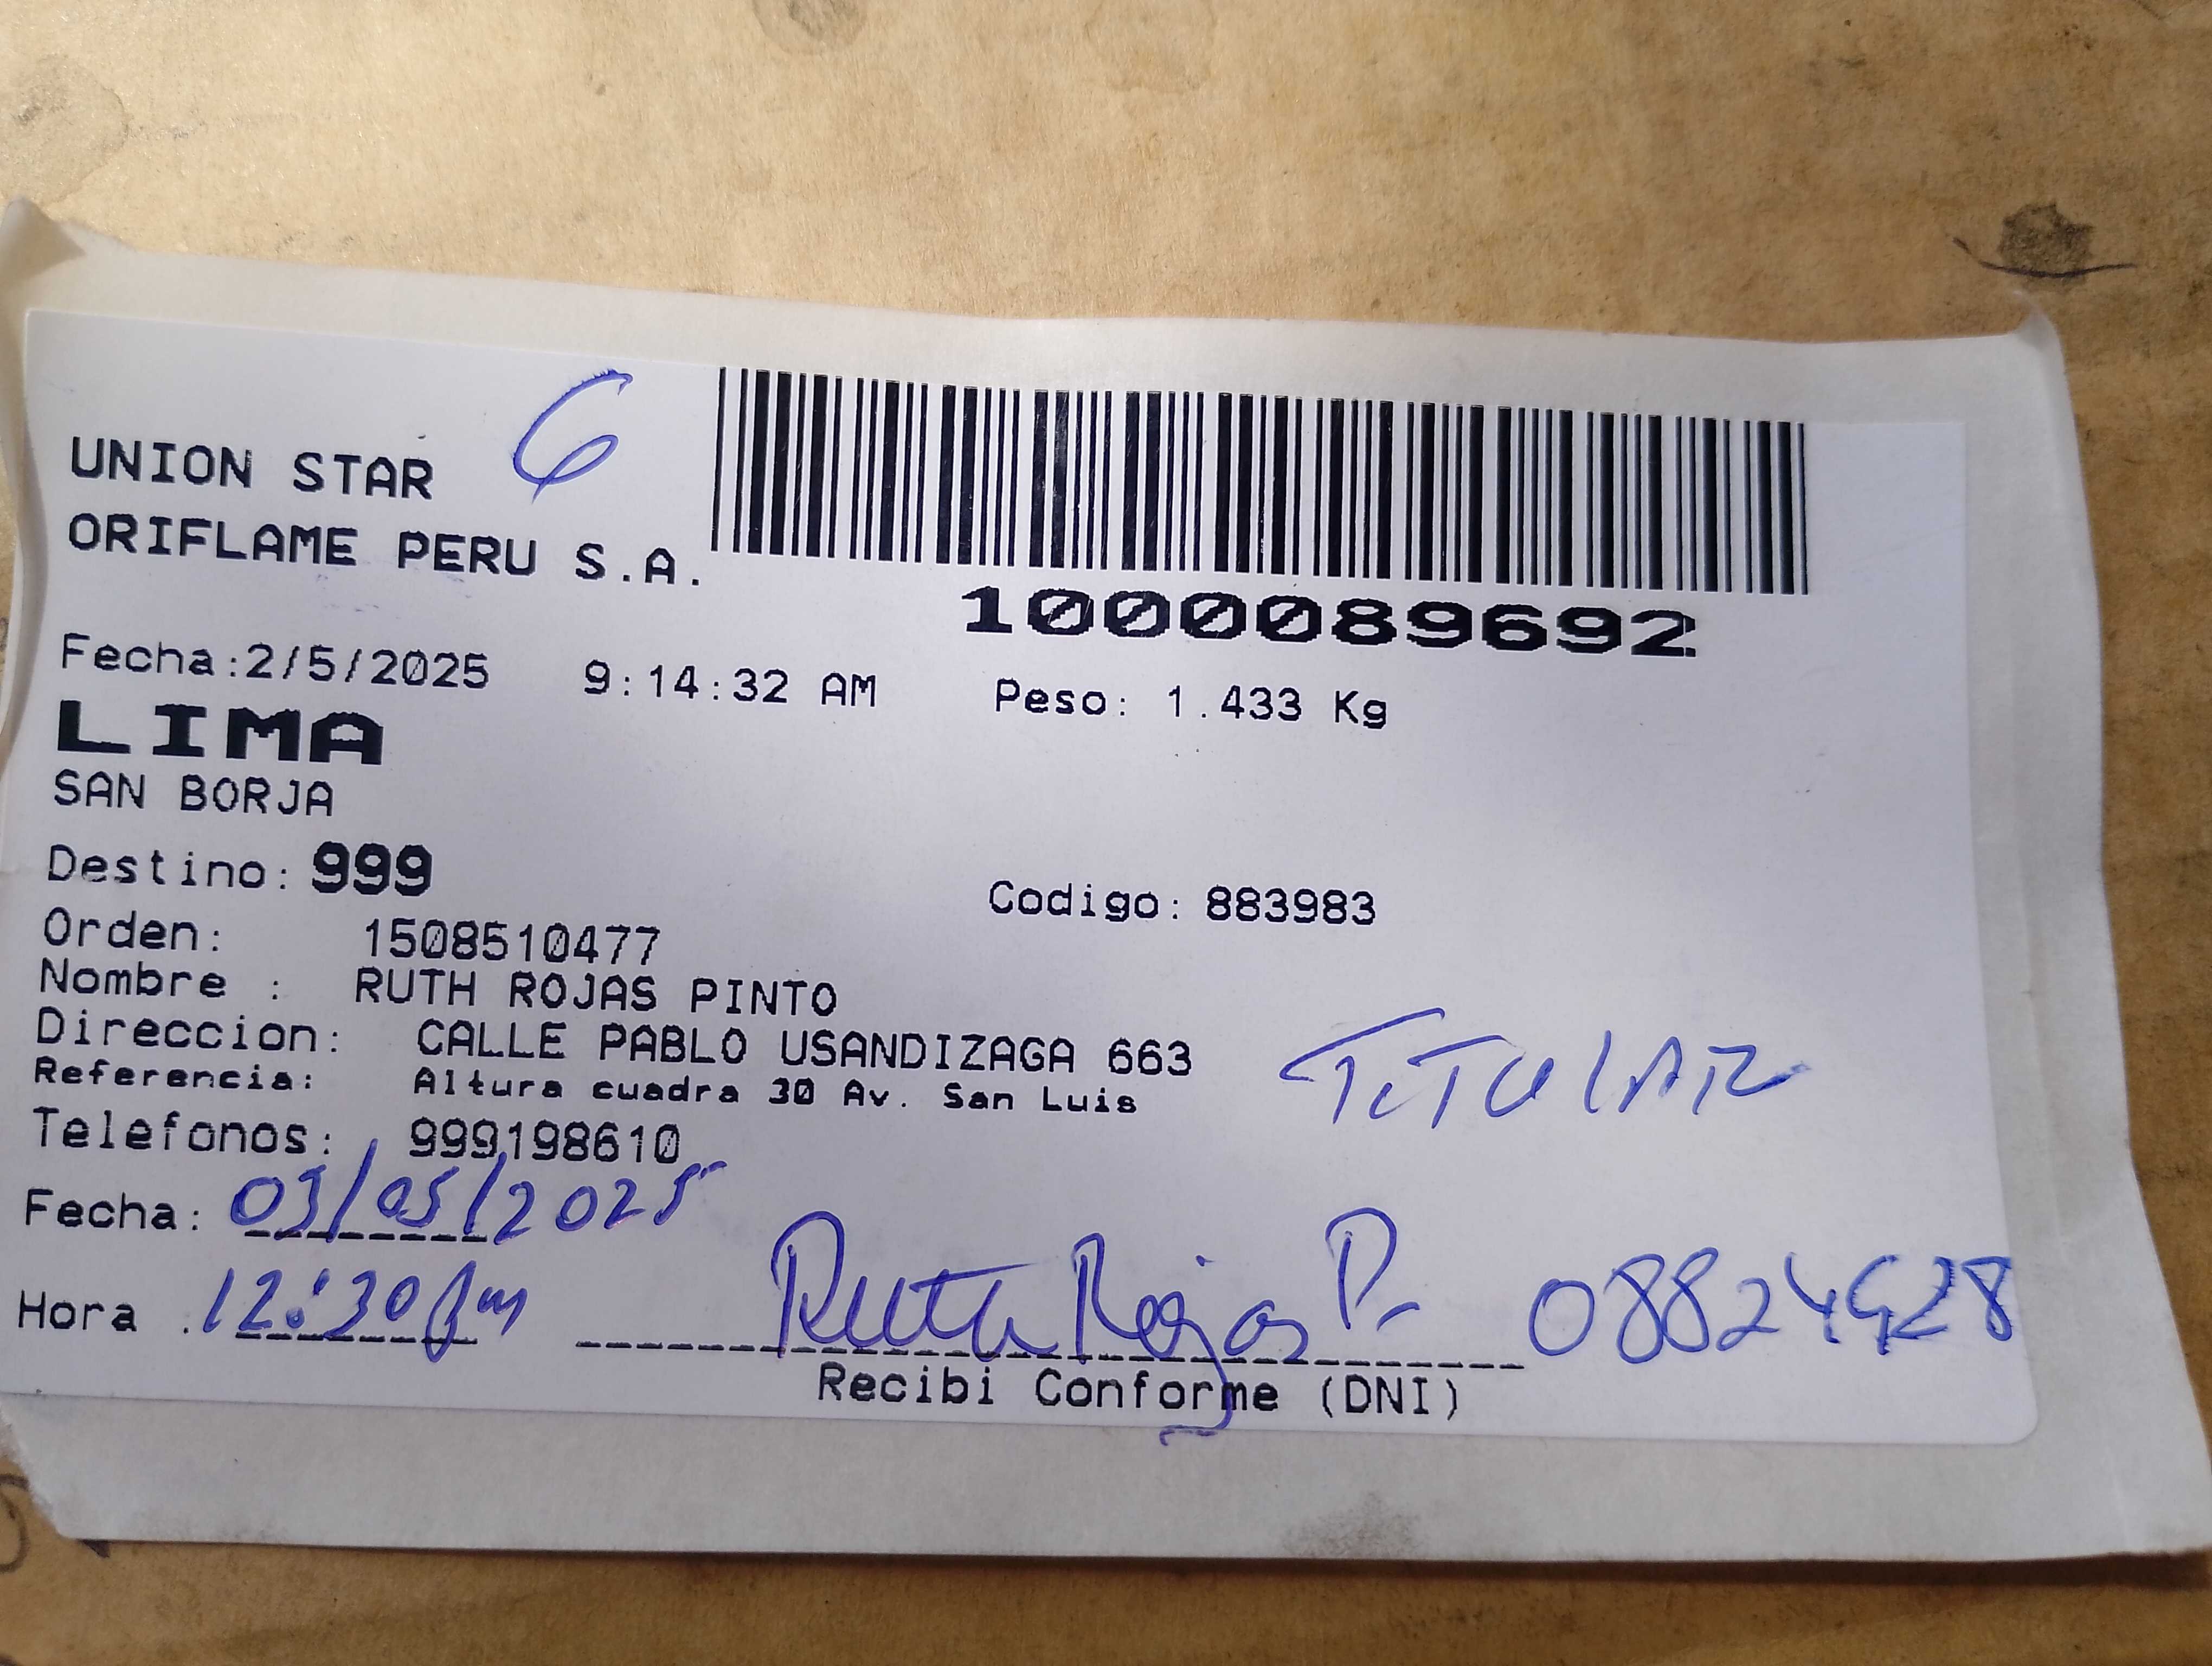 UNION STAR 6
ORIFLAME PERU S.A.
1000089692
Fecha:2/5/2025 9:14:32 AM Peso: 1.433 Kg
LIMA
SAN BORJA
Destino: 999 Codigo: 883983
Orden: 1508510477
Nombre : RUTH ROJAS PINTO
Direccion: CALLE PABLO USANDIZAGA 663
Referencia: Altura cuadra 30 Av. San Luis
TITULAR
Telefonos: 999198610
Fecha: 03/05/2025
Hora : 12:30 pm Ruth Rojas P.
Recibi Conforme (DNI)